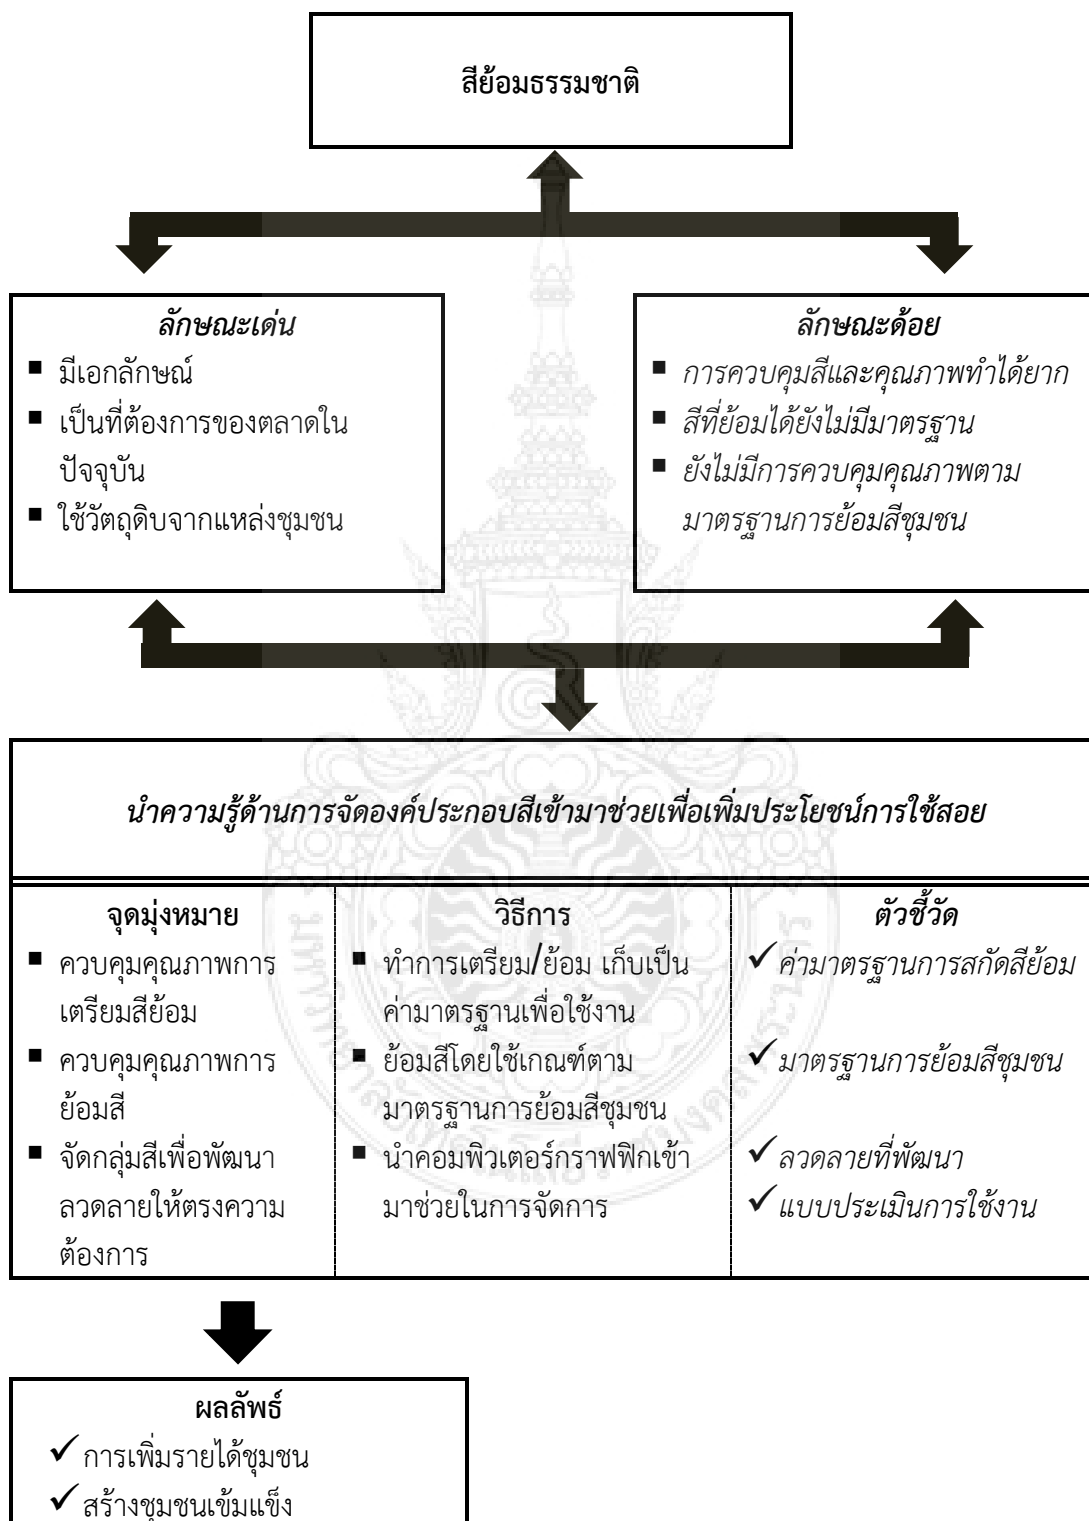 สีย้อมธรรมชาติ
ลักษณะเด่น
▪ มีเอกลักษณ์
▪ เป็นที่ต้องการของตลาดใน
ปัจจุบัน
▪ ใช้วัตถุดิบจากแหล่งชุมชน
ลักษณะด้อย
▪ การควบคุมสีและคุณภาพทำได้ยาก
▪ สีที่ย้อมได้ยังไม่มีมาตรฐาน
▪ ยังไม่มีการควบคุมคุณภาพตาม
มาตรฐานการย้อมสีชุมชน
นำความรู้ด้านการจัดองค์ประกอบสีเข้ามาช่วยเพื่อเพิ่มประโยชน์การใช้สอย
จุดมุ่งหมาย
▪ ควบคุมคุณภาพการ
เตรียมสีย้อม
▪ ควบคุมคุณภาพการ
ย้อมสี
▪ จัดกลุ่มสีเพื่อพัฒนา
ลวดลายให้ตรงความ
ต้องการ
วิธีการ
▪ ทำการเตรียม/ย้อม เก็บเป็น
ค่ามาตรฐานเพื่อใช้งาน
▪ ย้อมสีโดยใช้เกณฑ์ตาม
มาตรฐานการย้อมสีชุมชน
▪ นำคอมพิวเตอร์กราฟฟิกเข้า
มาช่วยในการจัดการ
ตัวชี้วัด
✓ ค่ามาตรฐานการสกัดสีย้อม
✓ มาตรฐานการย้อมสีชุมชน
✓ ลวดลายที่พัฒนา
✓ แบบประเมินการใช้งาน
ผลลัพธ์
✓ การเพิ่มรายได้ชุมชน
✓ สร้างชุมชนเข้มแข็ง